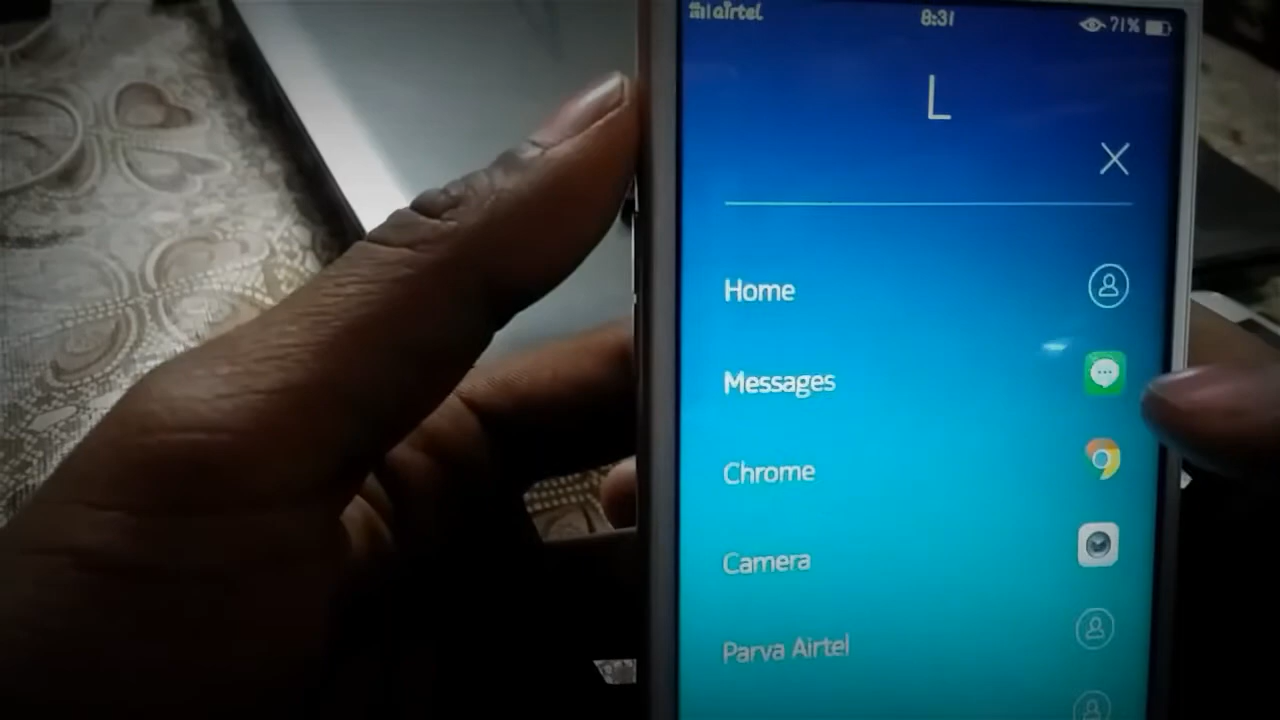 airtel 8:31 71%
L
Home
Messages
Chrome
Camera
Parva Airtel